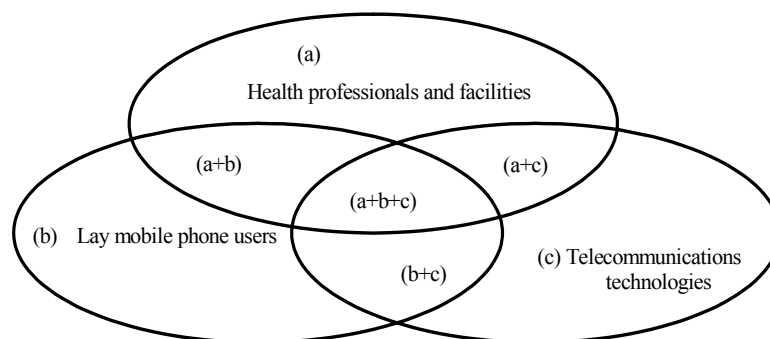 (a)
Health professionals and facilities
(a+b)
(a+c)
(a+b+c)
(b) Lay mobile phone users
(c) Telecommunications
technologies
(b+c)